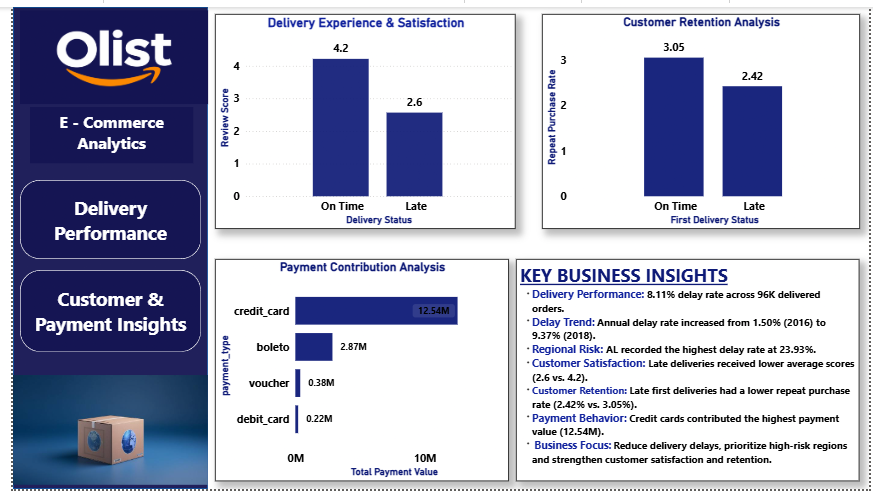 Olist
E - Commerce
Analytics
Delivery
Performance
Customer &
Payment Insights
Delivery Experience & Satisfaction
Review Score
4
3
2
1
0
4.2
2.6
On Time
Late
Delivery Status
Customer Retention Analysis
Repeat Purchase Rate
3
2
1
0
3.05
2.42
On Time
Late
First Delivery Status
Payment Contribution Analysis
payment_type
credit_card
12.54M
boleto
2.87M
voucher
0.38M
debit_card
0.22M
0M
10M
Total Payment Value
KEY BUSINESS INSIGHTS
· Delivery Performance: 8.11% delay rate across 96K delivered
orders.
· Delay Trend: Annual delay rate increased from 1.50% (2016) to
9.37% (2018).
· Regional Risk: AL recorded the highest delay rate at 23.93%.
· Customer Satisfaction: Late deliveries received lower average scores
(2.6 vs. 4.2).
· Customer Retention: Late first deliveries had a lower repeat purchase
rate (2.42% vs. 3.05%).
· Payment Behavior: Credit cards contributed the highest payment
value (12.54M).
· Business Focus: Reduce delivery delays, prioritize high-risk regions
and strengthen customer satisfaction and retention.